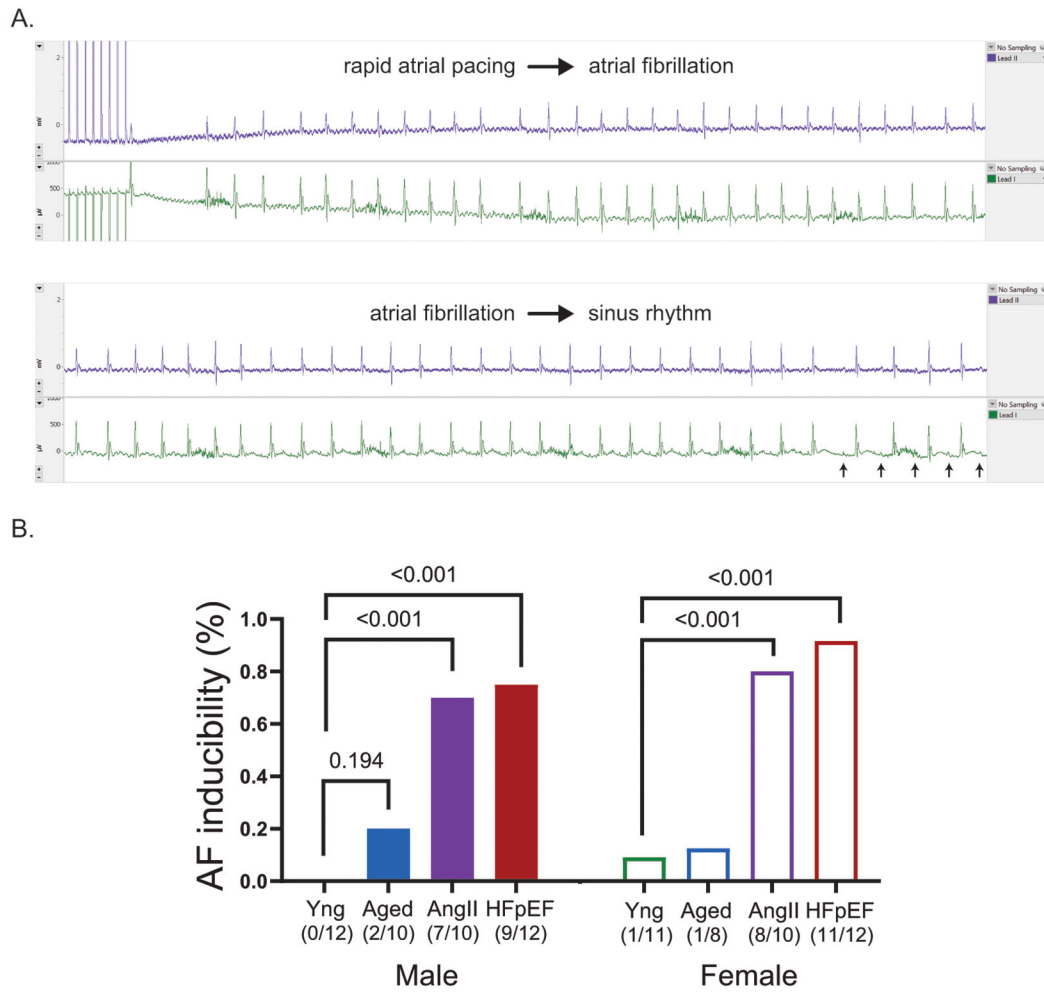 A.
rapid atrial pacing → atrial fibrillation
2
0
mV
No Sampling
Lead II
1000
500
0
µV
No Sampling
Lead I
atrial fibrillation → sinus rhythm
2
0
mV
No Sampling
Lead II
1000
500
0
µV
No Sampling
Lead I
B.
AF inducibility (%)
1.0
0.8
0.6
0.4
0.2
0.0
<0.001
<0.001
0.194
<0.001
<0.001
Yng Aged AngII HFpEF Yng Aged AngII HFpEF
(0/12) (2/10) (7/10) (9/12) (1/11) (1/8) (8/10) (11/12)
Male Female